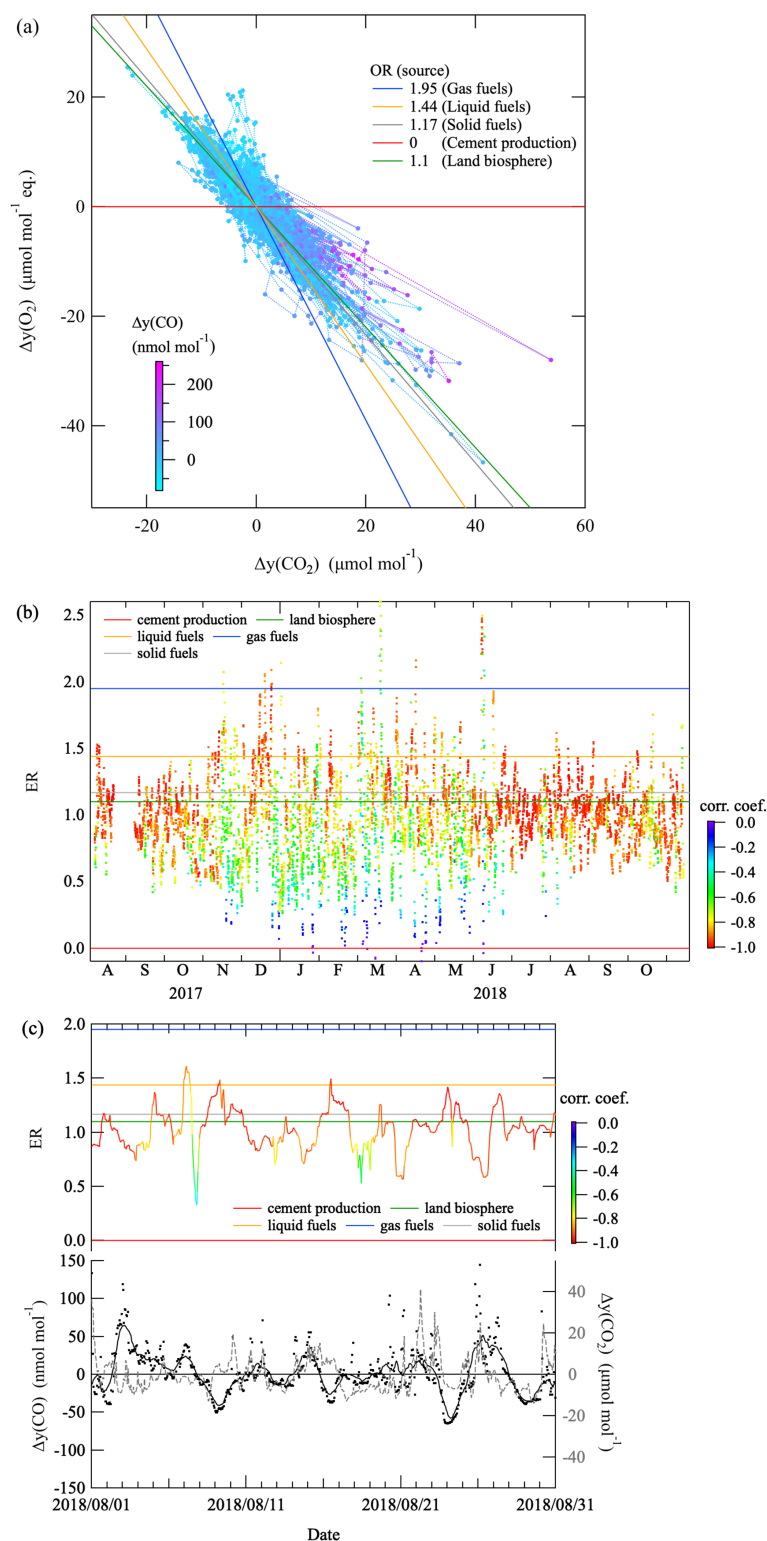 (a)
OR (source)
1.95 (Gas fuels)
1.44 (Liquid fuels)
1.17 (Solid fuels)
0 (Cement production)
1.1 (Land biosphere)
20
0
-20
-40
Δy(O2) (μmol mol-1 eq.)
Δy(CO)
(nmol mol-1)
200
100
0
-20 0 20 40 60
Δy(CO2) (μmol mol-1)
(b)
cement production land biosphere
liquid fuels gas fuels
solid fuels
2.5
2.0
1.5
1.0
0.5
0.0
ER
corr. coef.
0.0
-0.2
-0.4
-0.6
-0.8
-1.0
A S O N D J F M A M J J A S O
2017 2018
(c)
2.0
1.5
1.0
0.5
0.0
ER
corr. coef.
0.0
-0.2
-0.4
-0.6
-0.8
-1.0
cement production land biosphere
liquid fuels gas fuels solid fuels
150
100
50
0
-50
-100
-150
Δy(CO) (nmol mol-1)
40
20
0
-20
-40
Δy(CO2) (μmol mol-1)
2018/08/01 2018/08/11 2018/08/21 2018/08/31
Date